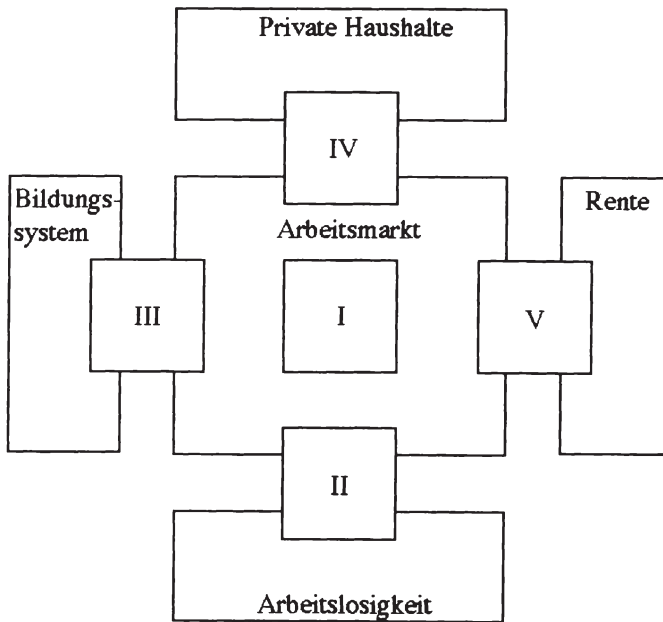 Private Haushalte
IV
Bildungs-
system
Rente
Arbeitsmarkt
III
I
V
II
Arbeitslosigkeit